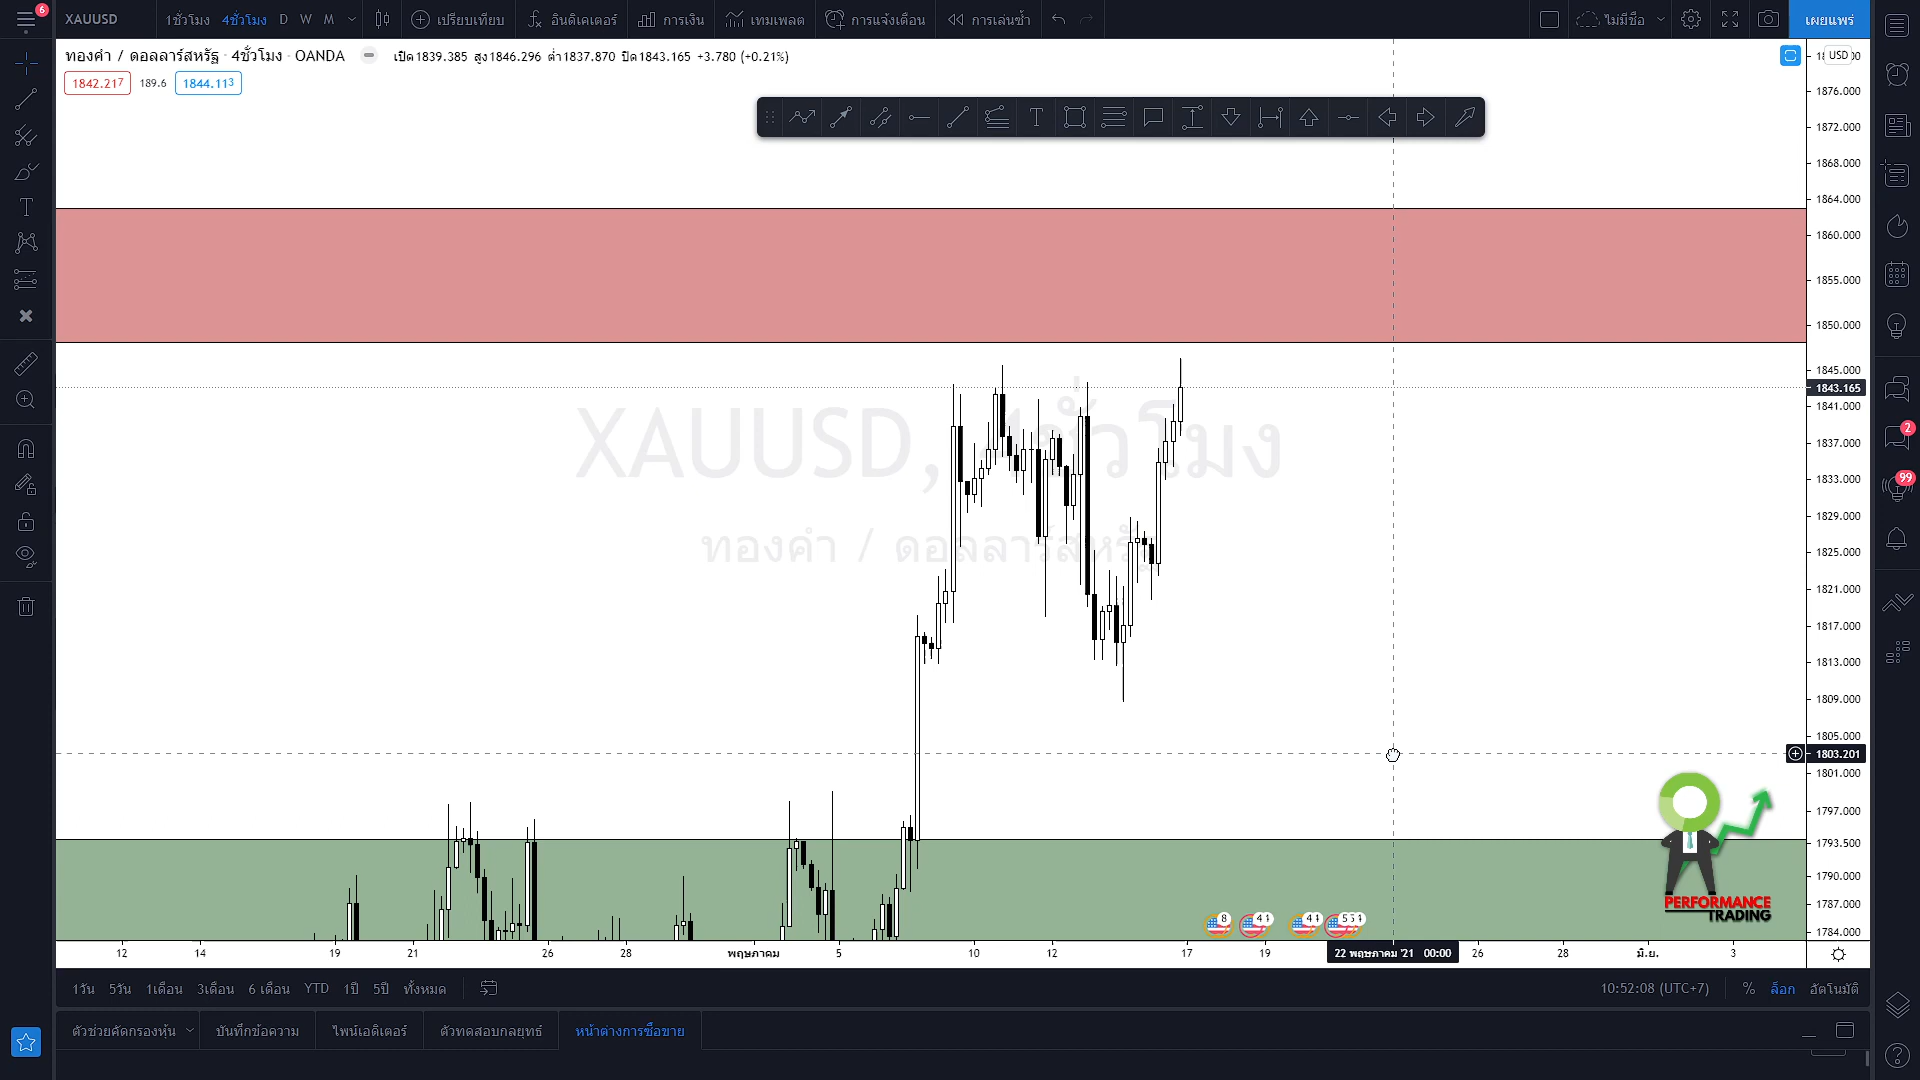 6 XAUUSD 1ชั่วโมง 4ชั่วโมง D W M เปรียบเทียบ อินดิเคเตอร์ การเงิน เทมเพลต การแจ้งเตือน การเล่นซ้ำ ไม่มีชื่อ เผยแพร่
ทองคำ / ดอลลาร์สหรัฐ · 4ชั่วโมง · OANDA เปิด1839.385 สูง1846.296 ต่ำ1837.870 ปิด1843.165 +3.780 (+0.21%)
USD
1842.217 189.6 1844.113
1876.000
1872.000
1868.000
1864.000
1860.000
1855.000
1850.000
1845.000
1843.165
1841.000
1837.000
1833.000
1829.000
1825.000
1821.000
1817.000
1813.000
1809.000
1805.000
1803.201
1801.000
1797.000
1793.500
1790.000
1787.000
1784.000
XAUUSD, 4ชั่วโมง
ทองคำ / ดอลลาร์สหรัฐ
2
99
PERFORMANCE
TRADING
8 4 4 5
12 14 19 21 26 28 พฤษภาคม 5 10 12 17 19 22 พฤษภาคม '21 00:00 26 28 มิ.ย. 3
1วัน 5วัน 1เดือน 3เดือน 6 เดือน YTD 1ปี 5ปี ทั้งหมด 10:52:08 (UTC+7) % ล็อก อัตโนมัติ
ตัวช่วยคัดกรองหุ้น บันทึกข้อความ ไพน์เอดิเตอร์ ตัวทดสอบกลยุทธ์ หน้าต่างการซื้อขาย